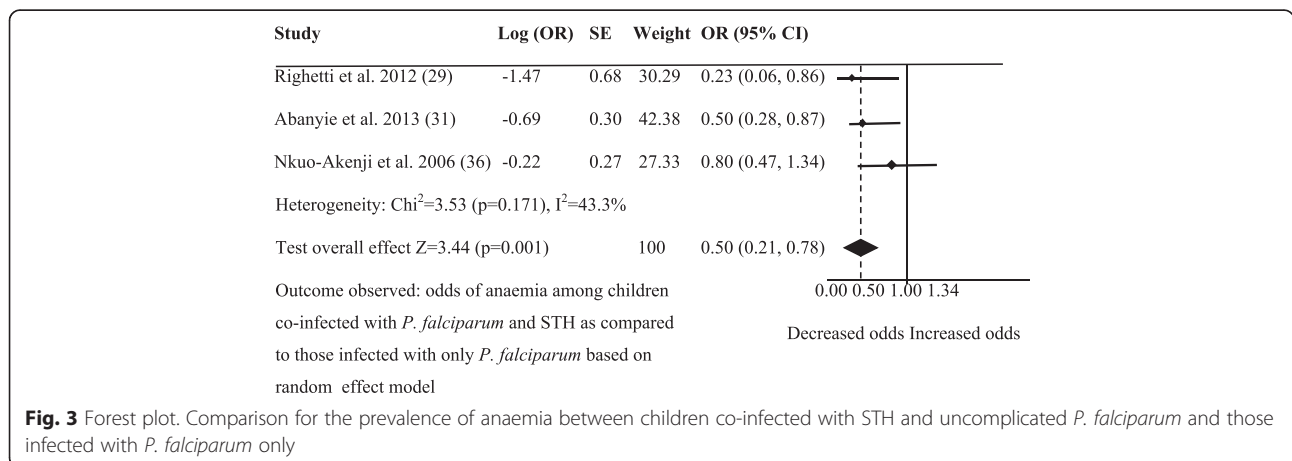 Study Log (OR) SE Weight OR (95% CI)
Righetti et al. 2012 (29) -1.47 0.68 30.29 0.23 (0.06, 0.86)
Abanyie et al. 2013 (31) -0.69 0.30 42.38 0.50 (0.28, 0.87)
Nkuo-Akenji et al. 2006 (36) -0.22 0.27 27.33 0.80 (0.47, 1.34)
Heterogeneity: Chi²=3.53 (p=0.171), I²=43.3%
Test overall effect Z=3.44 (p=0.001) 100 0.50 (0.21, 0.78)
Outcome observed: odds of anaemia among children
co-infected with P. falciparum and STH as compared
to those infected with only P. falciparum based on
random effect model
0.00 0.50 1.00 1.34
Decreased odds Increased odds
Fig. 3 Forest plot. Comparison for the prevalence of anaemia between children co-infected with STH and uncomplicated P. falciparum and those
infected with P. falciparum only